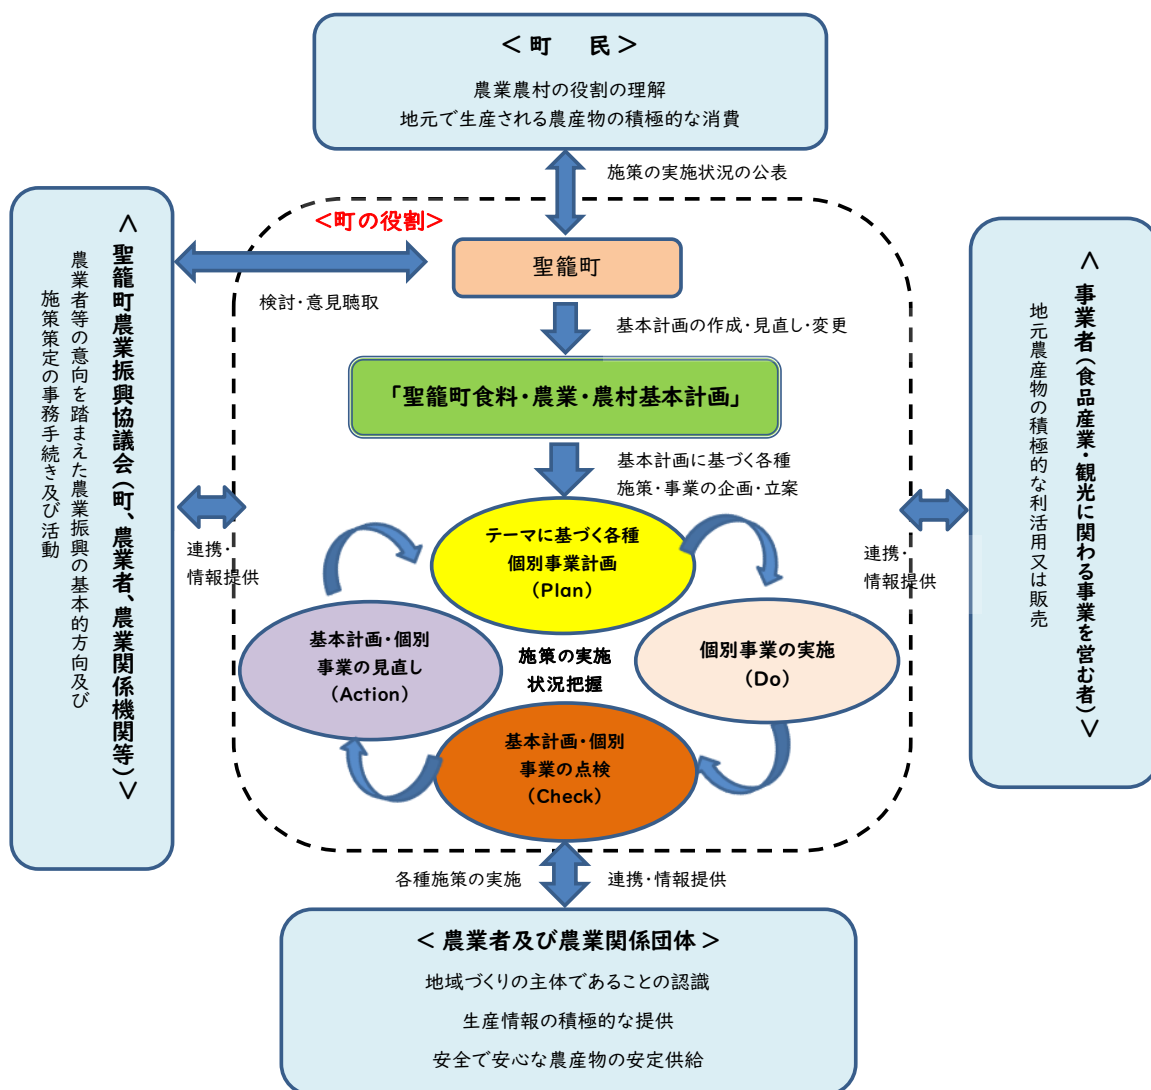 ＜ 町　民 ＞
農業農村の役割の理解
地元で生産される農産物の積極的な消費
施策の実施状況の公表
＜町の役割＞
聖籠町
検討・意見聴取
基本計画の作成・見直し・変更
「聖籠町食料・農業・農村基本計画」
基本計画に基づく各種
施策・事業の企画・立案
＜ 聖籠町農業振興協議会（町、農業者、農業関係機関等）＞
農業者等の意向を踏まえた農業振興の基本的方向及び
施策策定の事務手続き及び活動
連携・
情報提供
テーマに基づく各種
個別事業計画
（Plan）
個別事業の実施
（Do）
基本計画・個別
事業の点検
（Check）
基本計画・個別
事業の見直し
（Action）
施策の実施
状況把握
連携・
情報提供
＜ 事業者（食品産業・観光に関わる事業を営む者）＞
地元農産物の積極的な利活用又は販売
各種施策の実施
連携・情報提供
＜ 農業者及び農業関係団体 ＞
地域づくりの主体であることの認識
生産情報の積極的な提供
安全で安心な農産物の安定供給